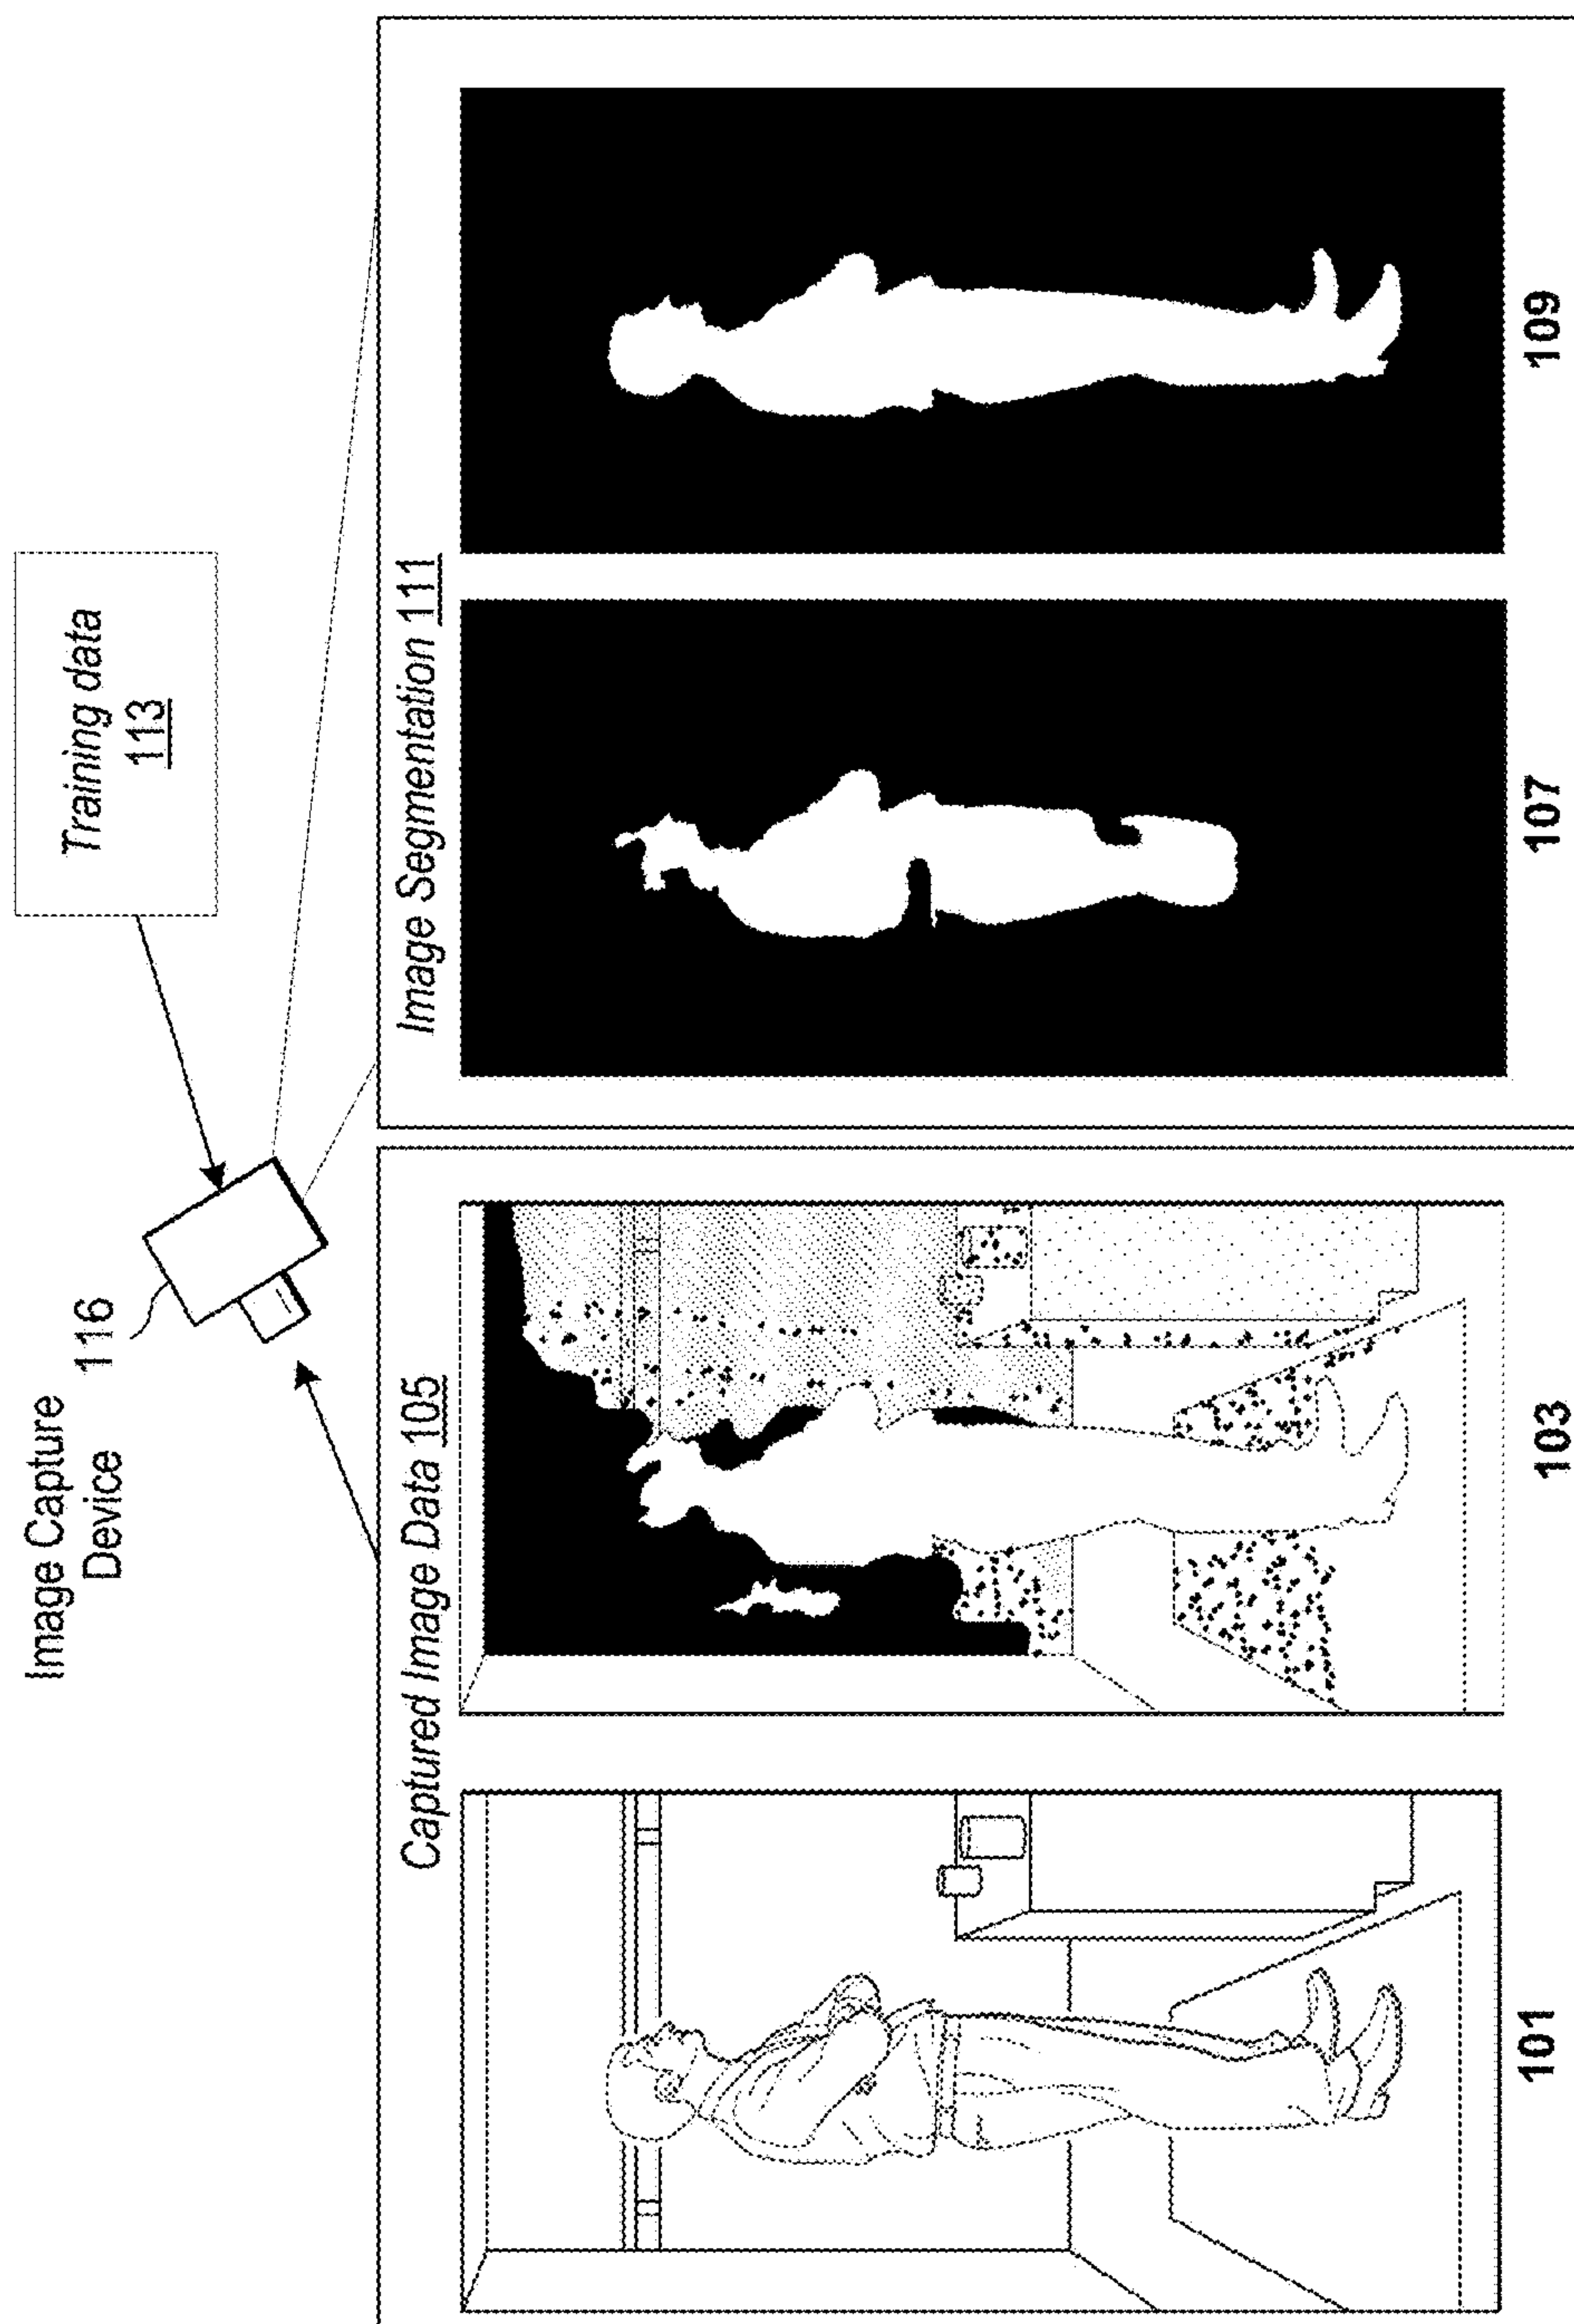 Image Capture
Device 116
Training data
113
Captured Image Data 105
Image Segmentation 111
101
103
107
109